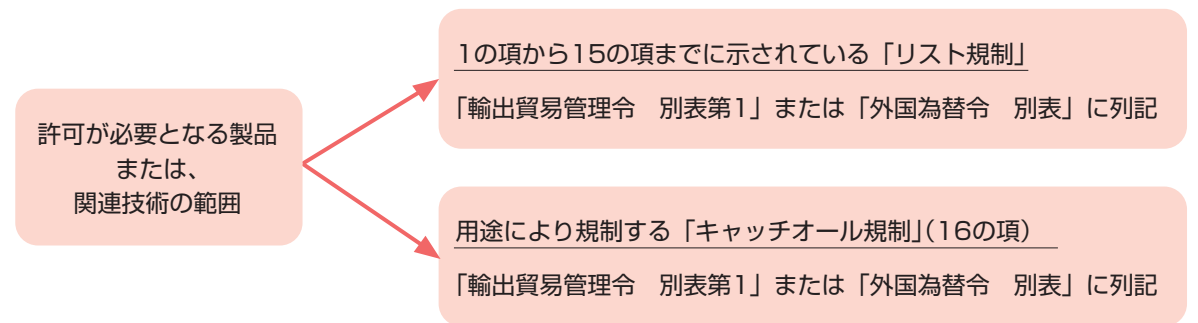 許可が必要となる製品
または、
関連技術の範囲
1の項から15の項までに示されている「リスト規制」
「輸出貿易管理令　別表第1」または「外国為替令　別表」に列記
用途により規制する「キャッチオール規制」(16の項)
「輸出貿易管理令　別表第1」または「外国為替令　別表」に列記